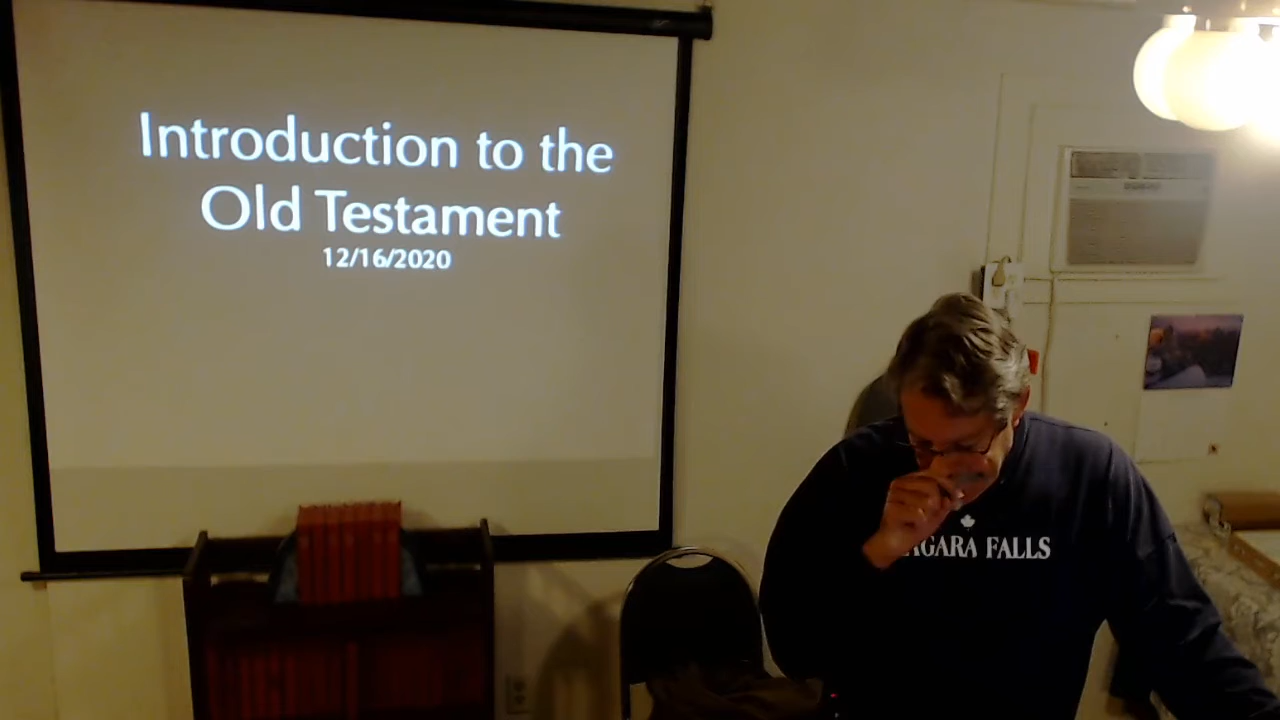 Introduction to the
Old Testament
12/16/2020
AGARA FALLS